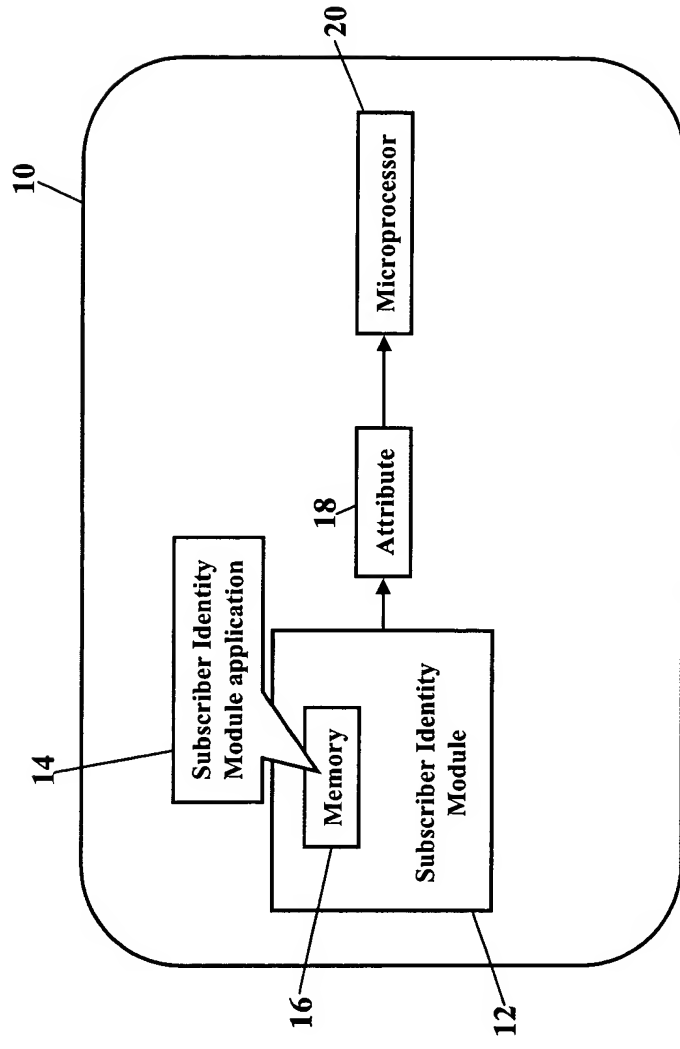 10
14
Subscriber Identity
Module application
16
Memory
Subscriber Identity
Module
12
18
Attribute
20
Microprocessor